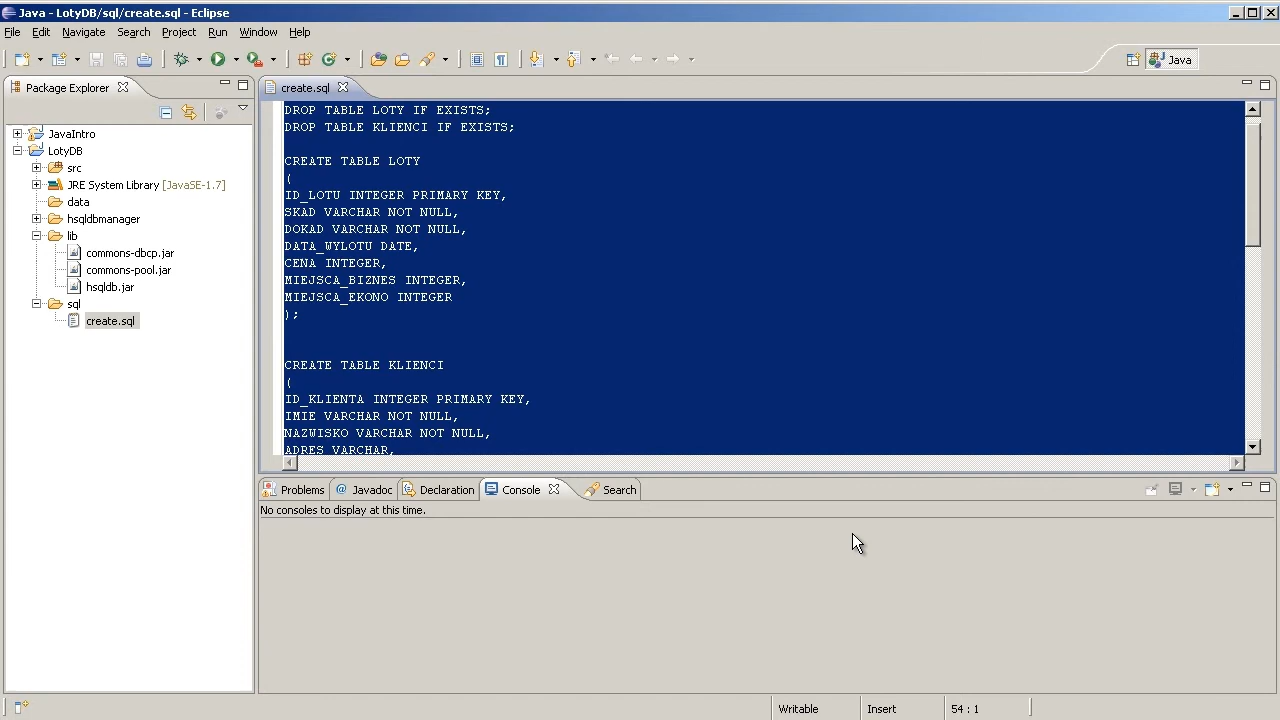 Java - LotyDB/sql/create.sql - Eclipse
File Edit Navigate Search Project Run Window Help
Java
Package Explorer
JavaIntro
LotyDB
src
JRE System Library [JavaSE-1.7]
data
hsqldbmanager
lib
commons-dbcp.jar
commons-pool.jar
hsqldb.jar
sql
create.sql
create.sql
DROP TABLE LOTY IF EXISTS;
DROP TABLE KLIENCI IF EXISTS;
CREATE TABLE LOTY
(
ID_LOTU INTEGER PRIMARY KEY,
SKAD VARCHAR NOT NULL,
DOKAD VARCHAR NOT NULL,
DATA_WYLOTU DATE,
CENA INTEGER,
MIEJSCA_BIZNES INTEGER,
MIEJSCA_EKONO INTEGER
);
CREATE TABLE KLIENCI
(
ID_KLIENTA INTEGER PRIMARY KEY,
IMIE VARCHAR NOT NULL,
NAZWISKO VARCHAR NOT NULL,
ADRES VARCHAR,
Problems Javadoc Declaration Console Search
No consoles to display at this time.
Writable Insert 54 : 1